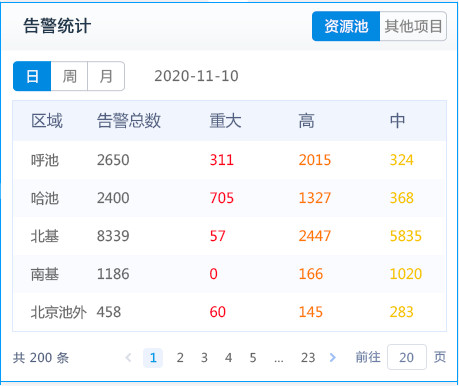 告警统计 资源池 其他项目
日 周 月 2020-11-10
区域 告警总数 重大 高 中
呼池 2650 311 2015 324
哈池 2400 705 1327 368
北基 8339 57 2447 5835
南基 1186 0 166 1020
北京池外 458 60 145 283
共 200 条 < 1 2 3 4 5 ... 23 > 前往 20 页